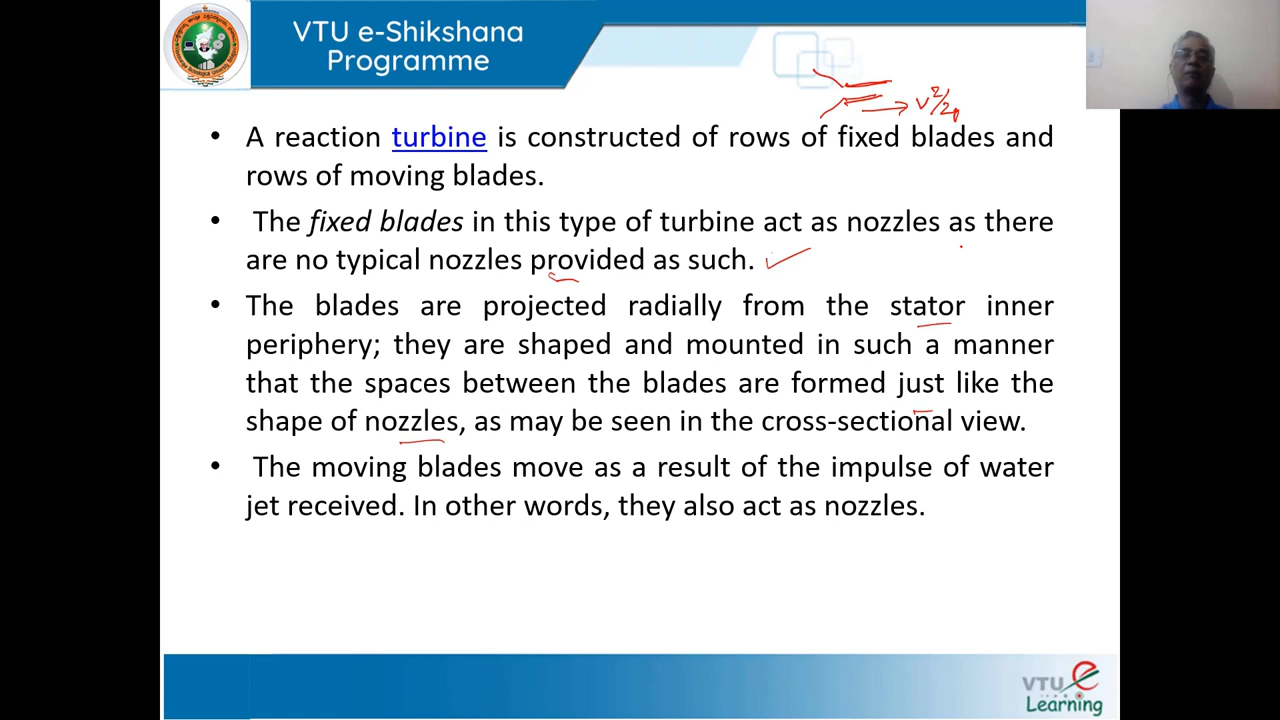 VTU e-Shikshana
Programme
v²/2g
• A reaction turbine is constructed of rows of fixed blades and
rows of moving blades.
• The fixed blades in this type of turbine act as nozzles as there
are no typical nozzles provided as such.
• The blades are projected radially from the stator inner
periphery; they are shaped and mounted in such a manner
that the spaces between the blades are formed just like the
shape of nozzles, as may be seen in the cross-sectional view.
• The moving blades move as a result of the impulse of water
jet received. In other words, they also act as nozzles.
VTU e
Learning